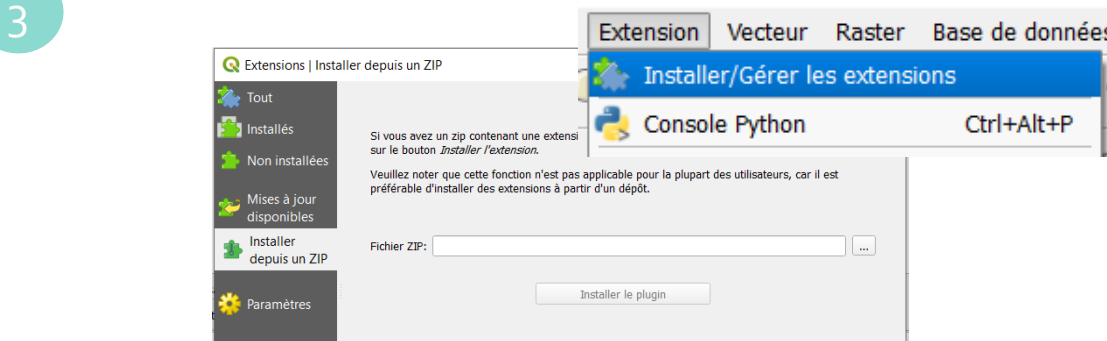 3
Extension Vecteur Raster Base de données
Installer/Gérer les extensions
Console Python Ctrl+Alt+P
Extensions | Installer depuis un ZIP
Tout
Installés
Non installées
Mises à jour
disponibles
Installer
depuis un ZIP
Paramètres
Si vous avez un zip contenant une
sur le bouton Installer l'extension.
Veuillez noter que cette fonction n'est pas applicable pour la plupart des utilisateurs, car il est
préférable d'installer des extensions à partir d'un dépôt.
Fichier ZIP:
...
Installer le plugin